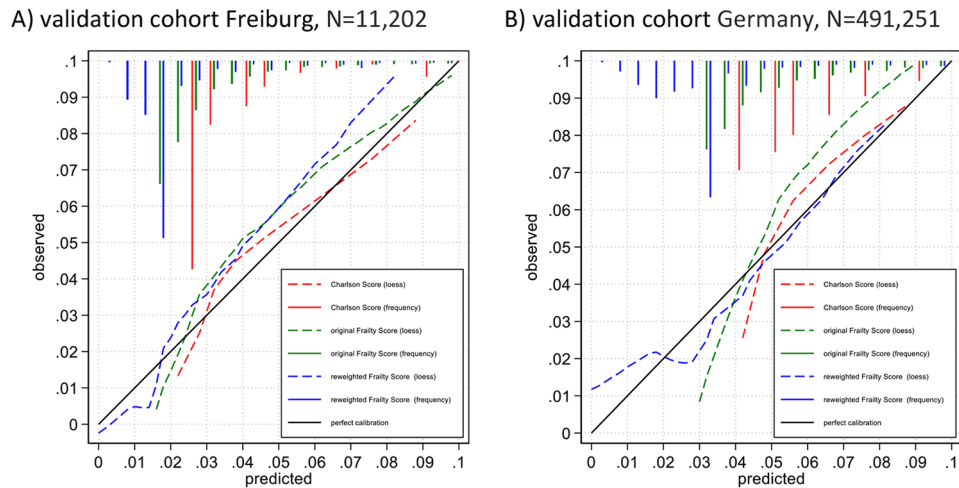 A) validation cohort Freiburg, N=11,202
.1
.09
.08
.07
.06
.05
.04
.03
.02
.01
0
observed
0 .01 .02 .03 .04 .05 .06 .07 .08 .09 .1
predicted
Charlson Score (loess)
Charlson Score (frequency)
original Frailty Score (loess)
original Frailty Score (frequency)
reweighted Frailty Score (loess)
reweighted Frailty Score (frequency)
perfect calibration
B) validation cohort Germany, N=491,251
.1
.09
.08
.07
.06
.05
.04
.03
.02
.01
0
observed
0 .01 .02 .03 .04 .05 .06 .07 .08 .09 .1
predicted
Charlson Score (loess)
Charlson Score (frequency)
original Frailty Score (loess)
original Frailty Score (frequency)
reweighted Frailty Score (loess)
reweighted Frailty Score (frequency)
perfect calibration